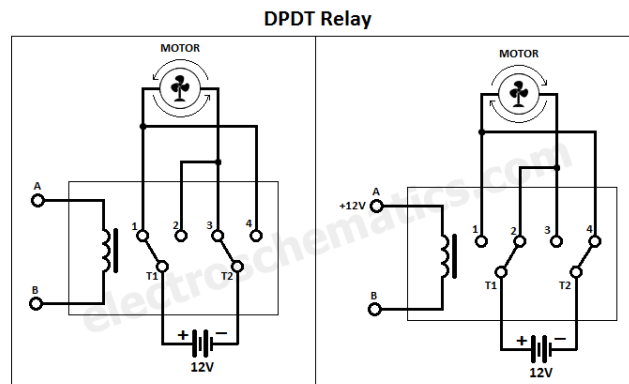 DPDT Relay
MOTOR
A
1 2 3 4
B
T1 T2
+ −
12V
MOTOR
A
+12V
1 2 3 4
B
T1 T2
+ −
12V
electroschematics.com